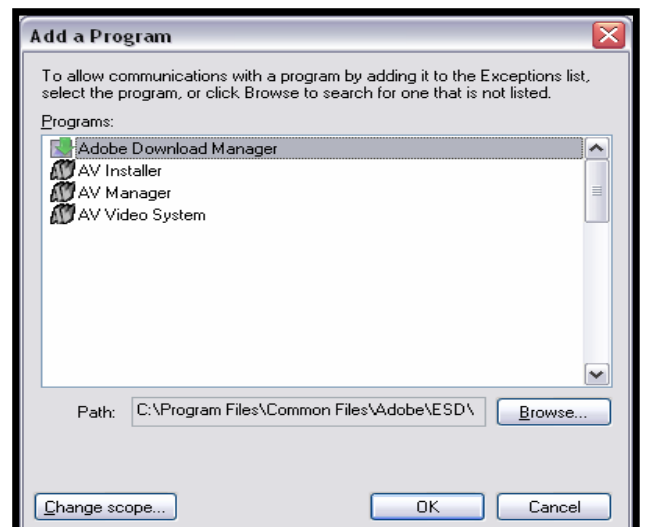 Add a Program
To allow communications with a program by adding it to the Exceptions list,
select the program, or click Browse to search for one that is not listed.
Programs:
Adobe Download Manager
AV Installer
AV Manager
AV Video System
Path: C:\Program Files\Common Files\Adobe\ESD\ Browse...
Change scope... OK Cancel